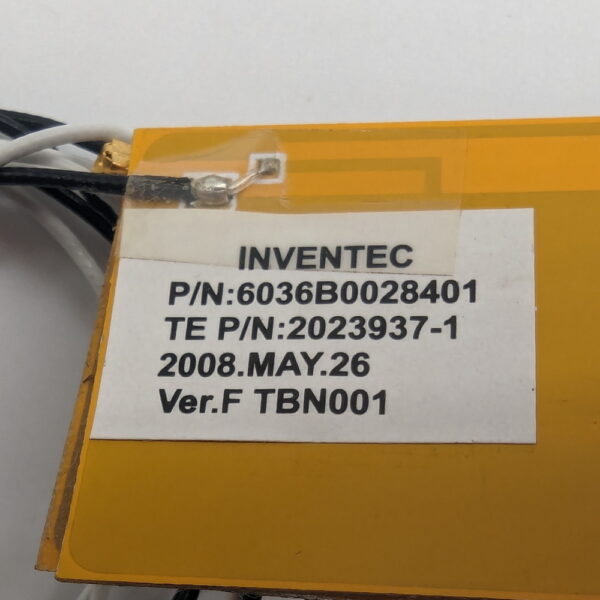 INVENTEC
P/N:6036B0028401
TE P/N:2023937-1
2008.MAY.26
Ver.F TBN001